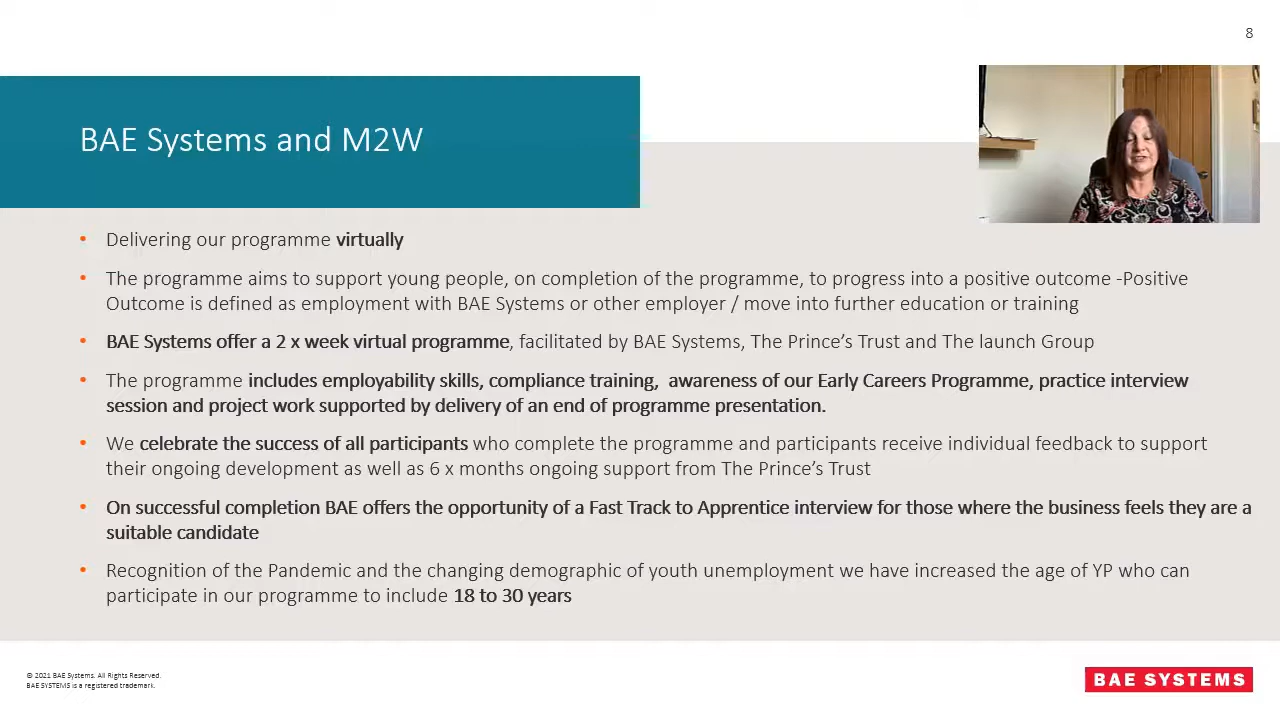 8
BAE Systems and M2W
• Delivering our programme virtually
• The programme aims to support young people, on completion of the programme, to progress into a positive outcome -Positive
Outcome is defined as employment with BAE Systems or other employer / move into further education or training
• BAE Systems offer a 2 x week virtual programme, facilitated by BAE Systems, The Prince’s Trust and The launch Group
• The programme includes employability skills, compliance training,  awareness of our Early Careers Programme, practice interview
session and project work supported by delivery of an end of programme presentation.
• We celebrate the success of all participants who complete the programme and participants receive individual feedback to support
their ongoing development as well as 6 x months ongoing support from The Prince’s Trust
• On successful completion BAE offers the opportunity of a Fast Track to Apprentice interview for those where the business feels they are a
suitable candidate
• Recognition of the Pandemic and the changing demographic of youth unemployment we have increased the age of YP who can
participate in our programme to include 18 to 30 years
© 2021 BAE Systems. All Rights Reserved.
BAE SYSTEMS is a registered trademark.
BAE SYSTEMS